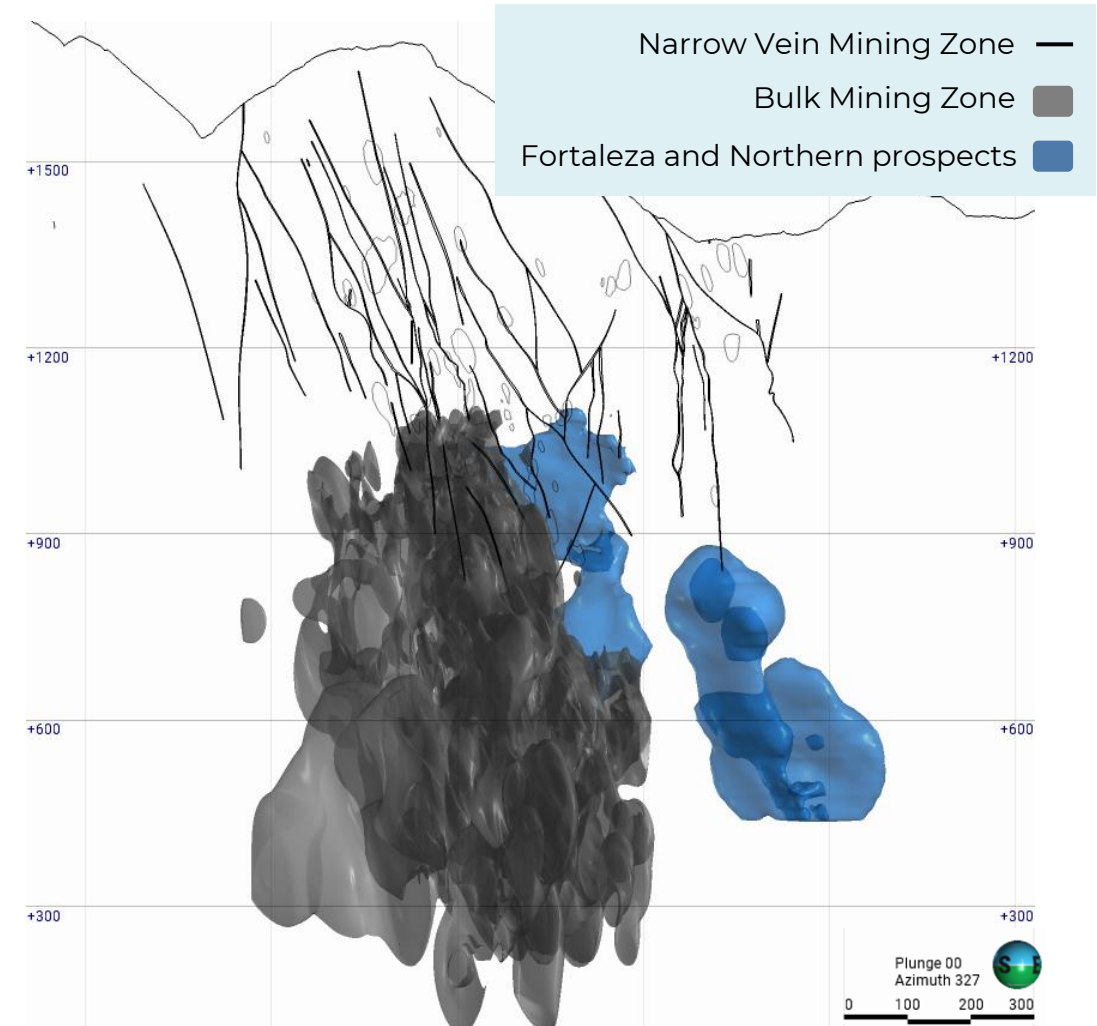 Narrow Vein Mining Zone
Bulk Mining Zone
Fortaleza and Northern prospects
+1500
+1200 +1200
+900 +900
+600 +600
+300 +300
Plunge 00
Azimuth 327
S E
0 100 200 300